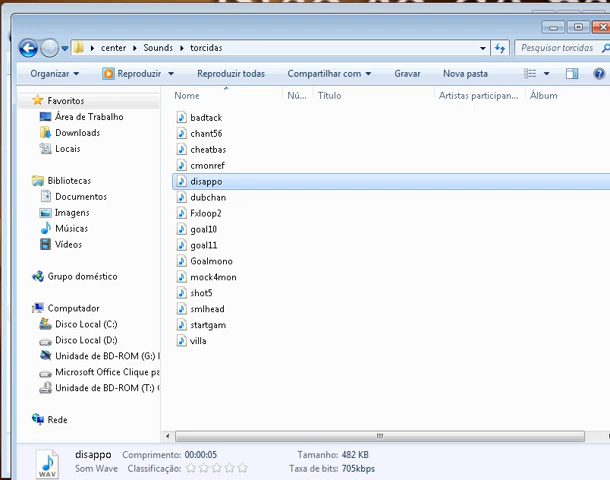 center ▸ Sounds ▸ torcidas
Pesquisar torcidas
Organizar
Reproduzir
Reproduzir todas
Compartilhar com
Gravar
Nova pasta
Nome
Nú...
Título
Artistas participan...
Álbum
Favoritos
Área de Trabalho
Downloads
Locais
Bibliotecas
Documentos
Imagens
Músicas
Vídeos
Grupo doméstico
Computador
Disco Local (C:)
Disco Local (D:)
Unidade de BD-ROM (G:)
Microsoft Office Clique pa
Unidade de BD-ROM (T:)
Rede
badtack
chant56
cheatbas
cmonref
disappo
dubchan
Fxloop2
goal10
goal11
Goalmono
mock4mon
shot5
smlhead
startgam
villa
WAV
disappo
Som Wave
Comprimento: 00:00:05
Classificação:
Tamanho: 482 KB
Taxa de bits: 705kbps